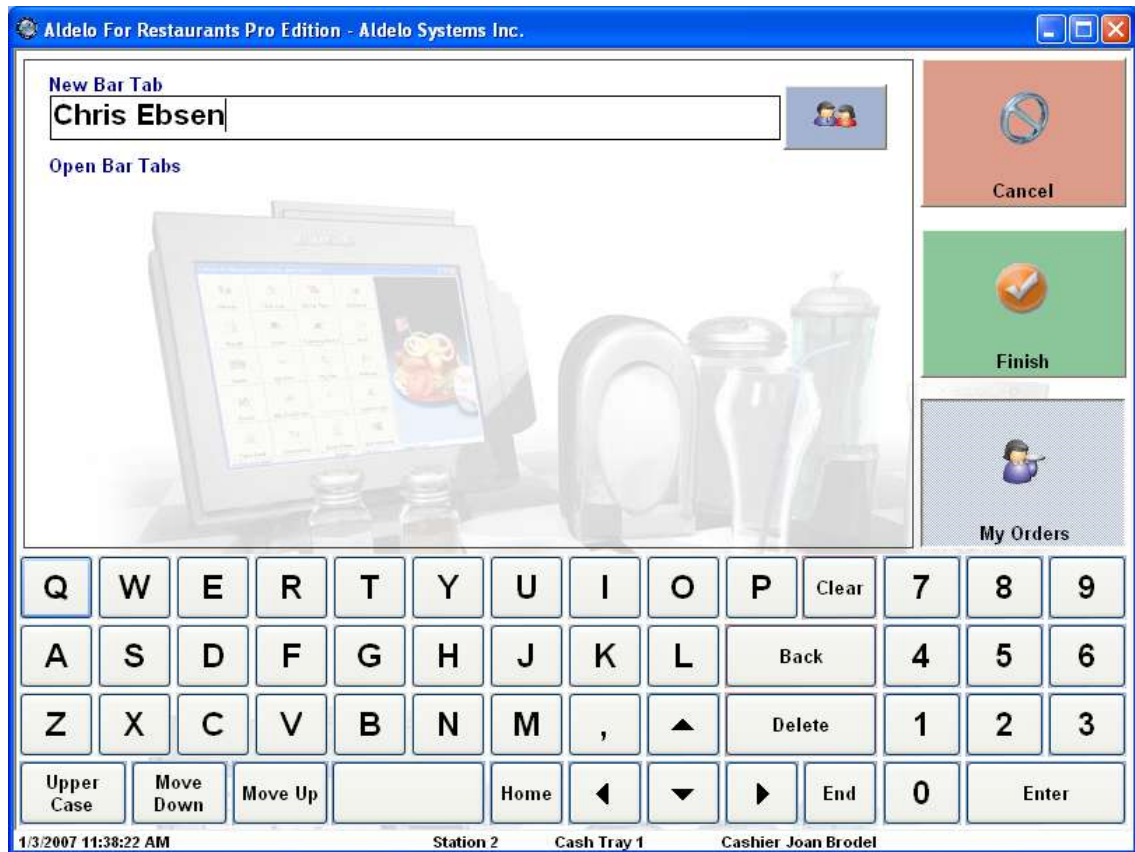 Aldelo For Restaurants Pro Edition - Aldelo Systems Inc.
New Bar Tab
Chris Ebsen
Open Bar Tabs
Cancel
Finish
My Orders
Q W E R T Y U I O P Clear 7 8 9
A S D F G H J K L Back 4 5 6
Z X C V B N M , Delete 1 2 3
Upper Case Move Down Move Up Home End 0 Enter
1/3/2007 11:38:22 AM Station 2 Cash Tray 1 Cashier Joan Brodel